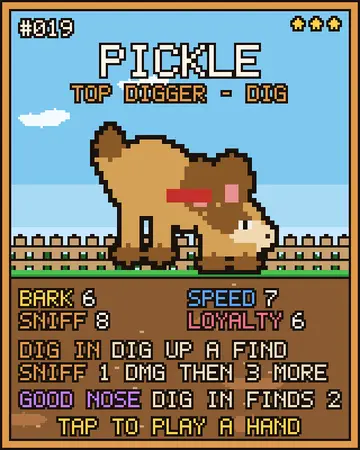 #019
PICKLE
TOP DIGGER - DIG
BARK 6 SPEED 7
SNIFF 8 LOYALTY 6
DIG IN DIG UP A FIND
SNIFF 1 DMG THEN 3 MORE
GOOD NOSE DIG IN FINDS 2
TAP TO PLAY A HAND